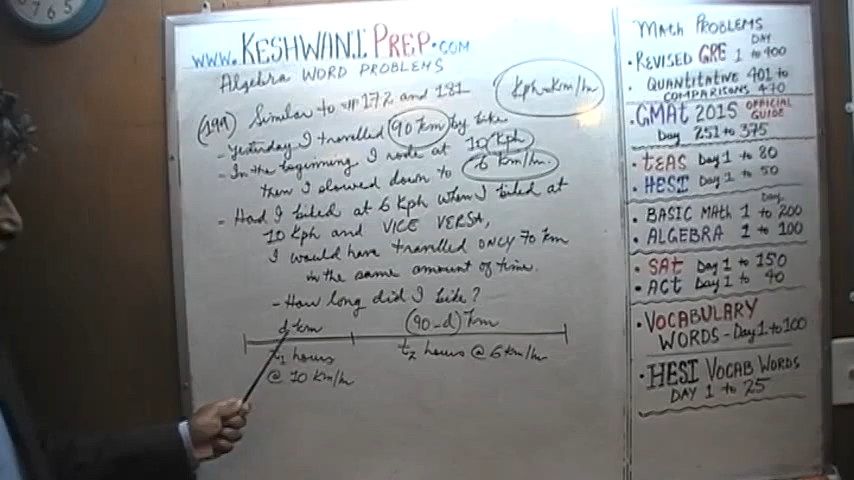 www.KESHWANIPREP.com
Algebra WORD PROBLEMS
Kph = Km/hr
(199) Similar to # 172 and 181
- Yesterday I travelled 90 km by bike
- In the beginning I rode at 10 Kph
then I slowed down to 6 km/hr.
- Had I biked at 6 Kph when I biked at
10 Kph and VICE VERSA,
I would have travelled ONLY 70 km
in the same amount of time.
- How long did I bike?
d km (90-d) km
t1 hours t2 hours @ 6 km/hr
@ 10 km/hr
Math PROBLEMS
DAY
• REVISED GRE 1 to 400
• QUANTITATIVE 401 to
COMPARISONS 470
• GMAT 2015 OFFICIAL
GUIDE
Day 251 to 375
• tEAS Day 1 to 80
• HESI Day 1 to 50
Day
• BASIC MAth 1 to 200
• ALGEBRA 1 to 100
• SAt Day 1 to 150
• ACt Day 1 to 90
• VOCABULARY
WORDS - Day 1 to 100
• HESI VOCAB WORDS
DAY 1 to 25
7 6 5